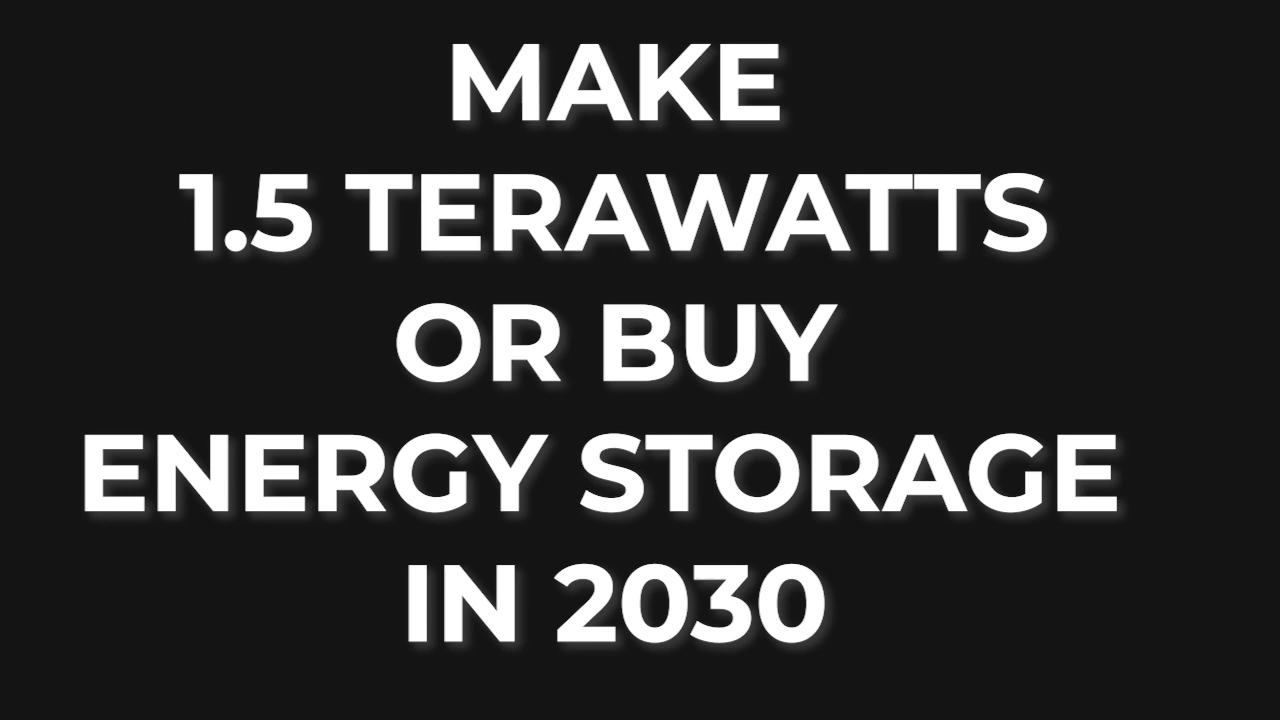 MAKE
1.5 TERAWATTS
OR BUY
ENERGY STORAGE
IN 2030